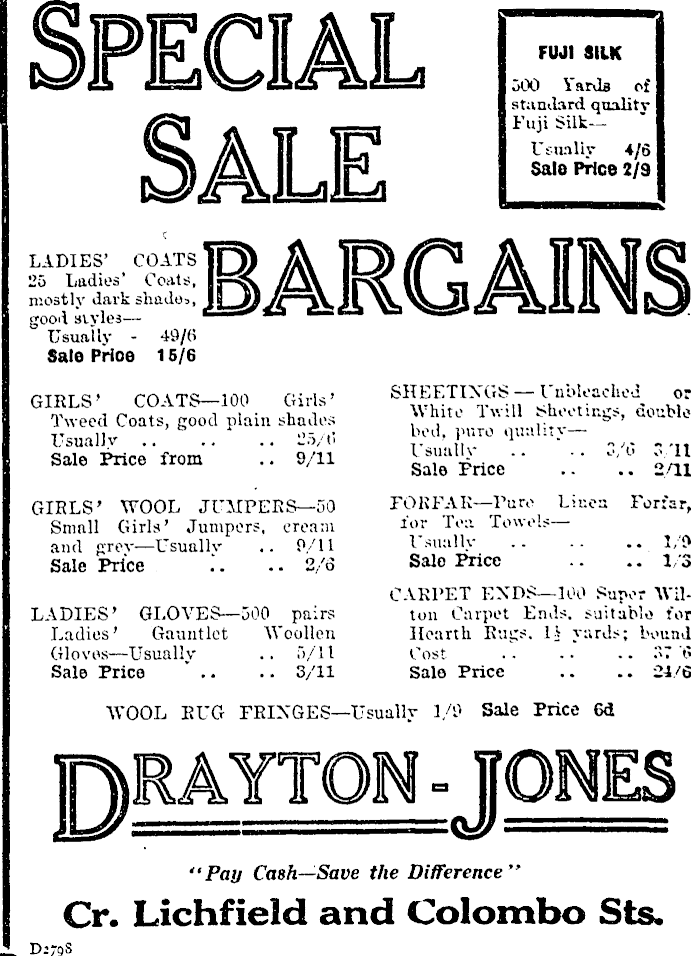 SPECIAL
SALE
BARGAINS
FUJI SILK
500 Yards of
standard quality
Fuji Silk—
Usually 4/6
Sale Price 2/9
LADIES' COATS
25 Ladies' Coats,
mostly dark shades,
good styles—
Usually - 49/6
Sale Price 15/6
GIRLS' COATS—100 Girls'
Tweed Coats, good plain shades
Usually .. .. .. 25/6
Sale Price from .. 9/11
GIRLS' WOOL JUMPERS—50
Small Girls' Jumpers, cream
and grey—Usually .. 9/11
Sale Price .. .. 2/6
LADIES' GLOVES—500 pairs
Ladies' Gauntlet Woollen
Gloves—Usually .. 5/11
Sale Price .. .. 3/11
SHEETINGS — Unbleached or
White Twill Sheetings, double
bed, pure quality—
Usually .. .. 3/6 3/11
Sale Price .. .. 2/11
FORFAR—Pure Linen Forfar,
for Tea Towels—
Usually .. .. .. 1/9
Sale Price .. .. 1/3
CARPET ENDS—100 Super Wil-
ton Carpet Ends, suitable for
Hearth Rugs, 1½ yards; bound
Cost .. .. .. 37/6
Sale Price .. .. 24/6
WOOL RUG FRINGES—Usually 1/9 Sale Price 6d
DRAYTON - JONES
"Pay Cash—Save the Difference"
Cr. Lichfield and Colombo Sts.
D2798